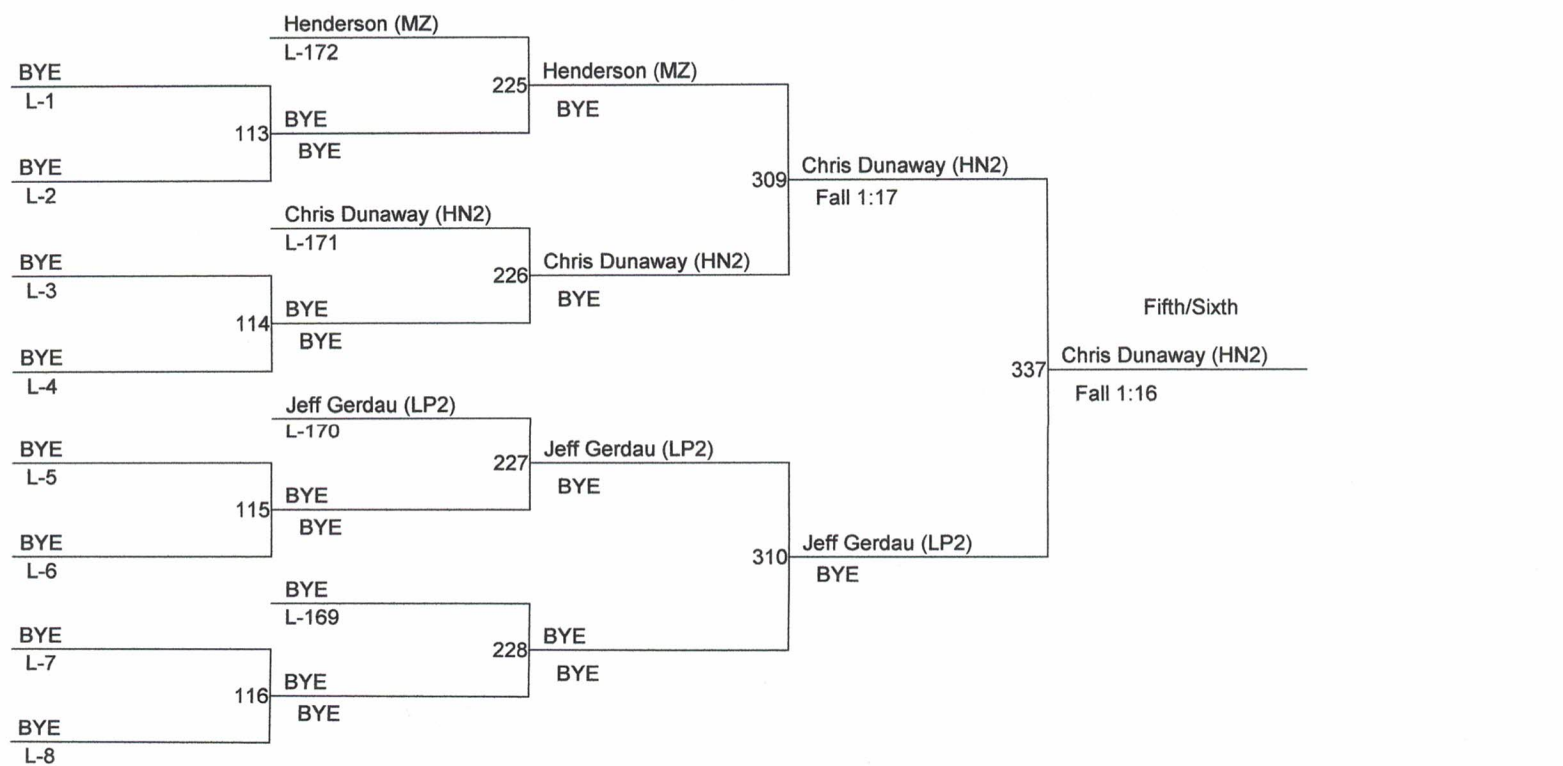 Henderson (MZ)
L-172
BYE
L-1
113
BYE
BYE
BYE
L-2
225
Henderson (MZ)
BYE
Chris Dunaway (HN2)
L-171
BYE
L-3
114
BYE
BYE
BYE
L-4
226
Chris Dunaway (HN2)
BYE
309
Chris Dunaway (HN2)
Fall 1:17
Jeff Gerdau (LP2)
L-170
BYE
L-5
115
BYE
BYE
BYE
L-6
227
Jeff Gerdau (LP2)
BYE
BYE
L-169
BYE
L-7
116
BYE
BYE
BYE
L-8
228
BYE
BYE
310
Jeff Gerdau (LP2)
BYE
Fifth/Sixth
337
Chris Dunaway (HN2)
Fall 1:16